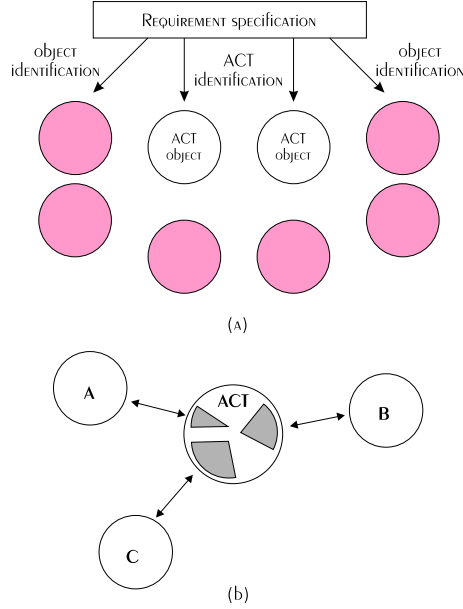 Requirement specification
object
identification
ACT
identification
object
identification
ACT
object
ACT
object
(a)
A
ACT
B
C
(b)